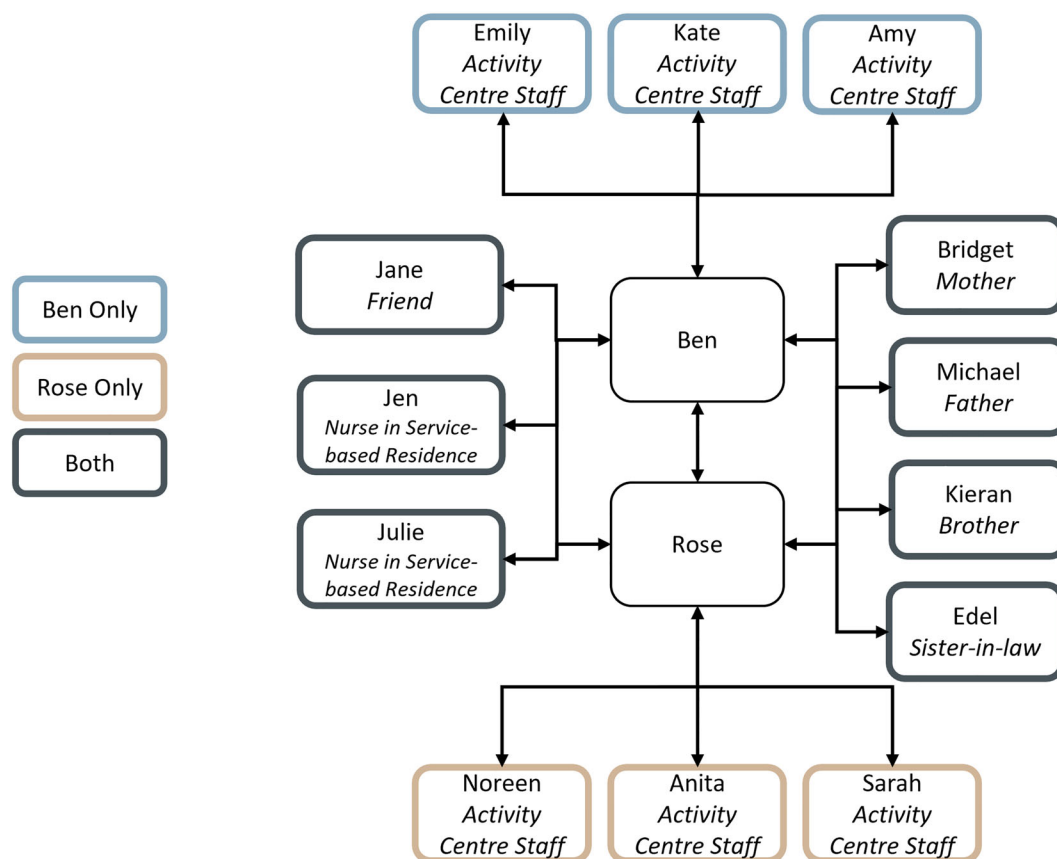 Emily
Activity
Centre Staff
Kate
Activity
Centre Staff
Amy
Activity
Centre Staff
Ben Only
Rose Only
Both
Jane
Friend
Jen
Nurse in Service-
based Residence
Julie
Nurse in Service-
based Residence
Ben
Rose
Bridget
Mother
Michael
Father
Kieran
Brother
Edel
Sister-in-law
Noreen
Activity
Centre Staff
Anita
Activity
Centre Staff
Sarah
Activity
Centre Staff